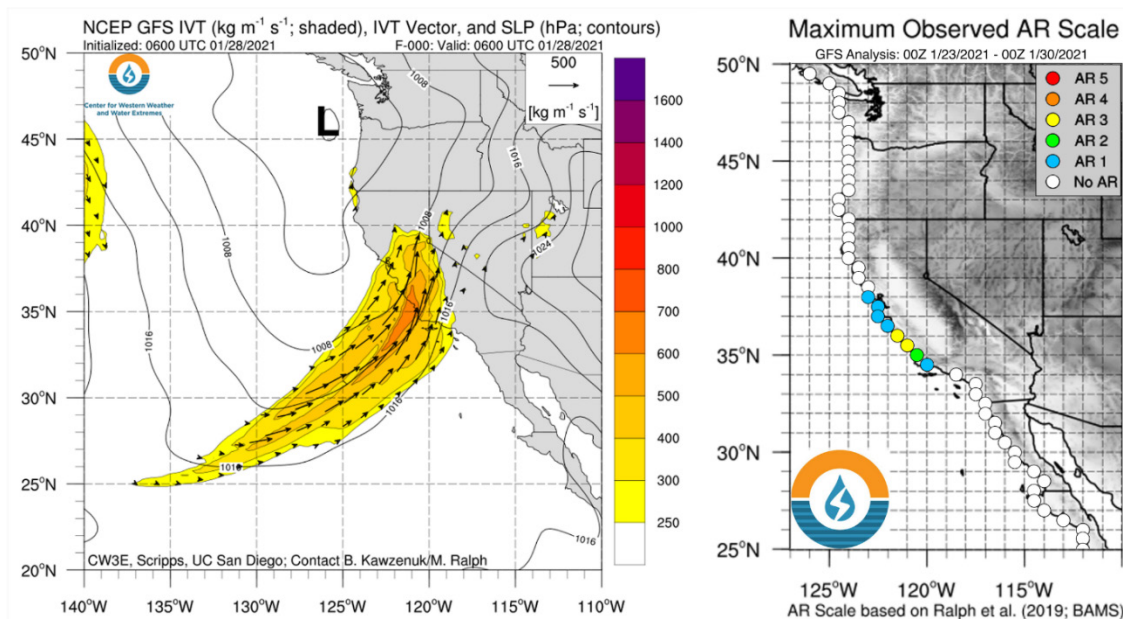 NCEP GFS IVT (kg m⁻¹ s⁻¹; shaded), IVT Vector, and SLP (hPa; contours)
Initialized: 0600 UTC 01/28/2021
F-000: Valid: 0600 UTC 01/28/2021
50°N
45°N
40°N
35°N
30°N
25°N
20°N
140°W
135°W
130°W
125°W
120°W
115°W
110°W
Center for Western Weather
and Water Extremes
500
[kg m⁻¹ s⁻¹]
L
1008
1016
1008
1008
1024
1016
1016
1008
1016
1016
1016
CW3E, Scripps, UC San Diego; Contact B. Kawzenuk/M. Ralph
1600
1400
1200
1000
800
700
600
500
400
300
250
Maximum Observed AR Scale
GFS Analysis: 00Z 1/23/2021 - 00Z 1/30/2021
50°N
45°N
40°N
35°N
30°N
25°N
125°W
120°W
115°W
AR 5
AR 4
AR 3
AR 2
AR 1
No AR
AR Scale based on Ralph et al. (2019; BAMS)